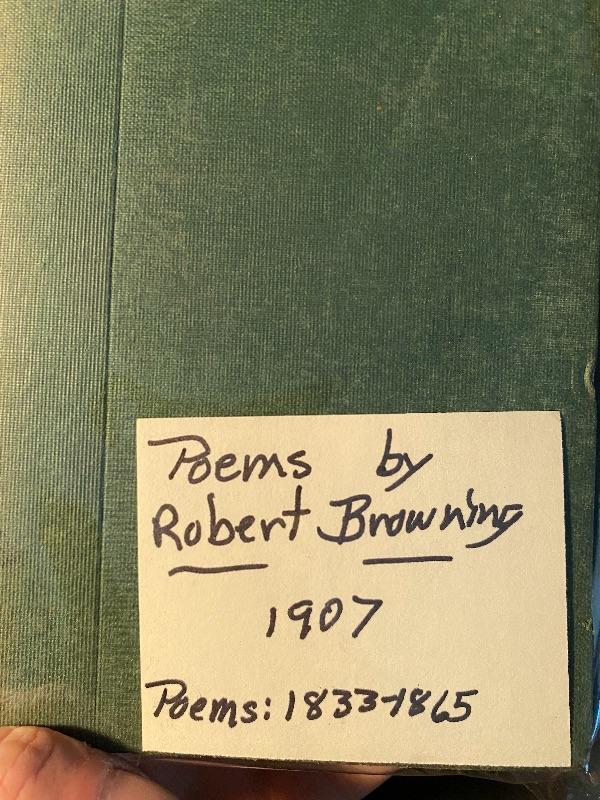 Poems by
Robert Browning
1907
Poems: 1833-1865